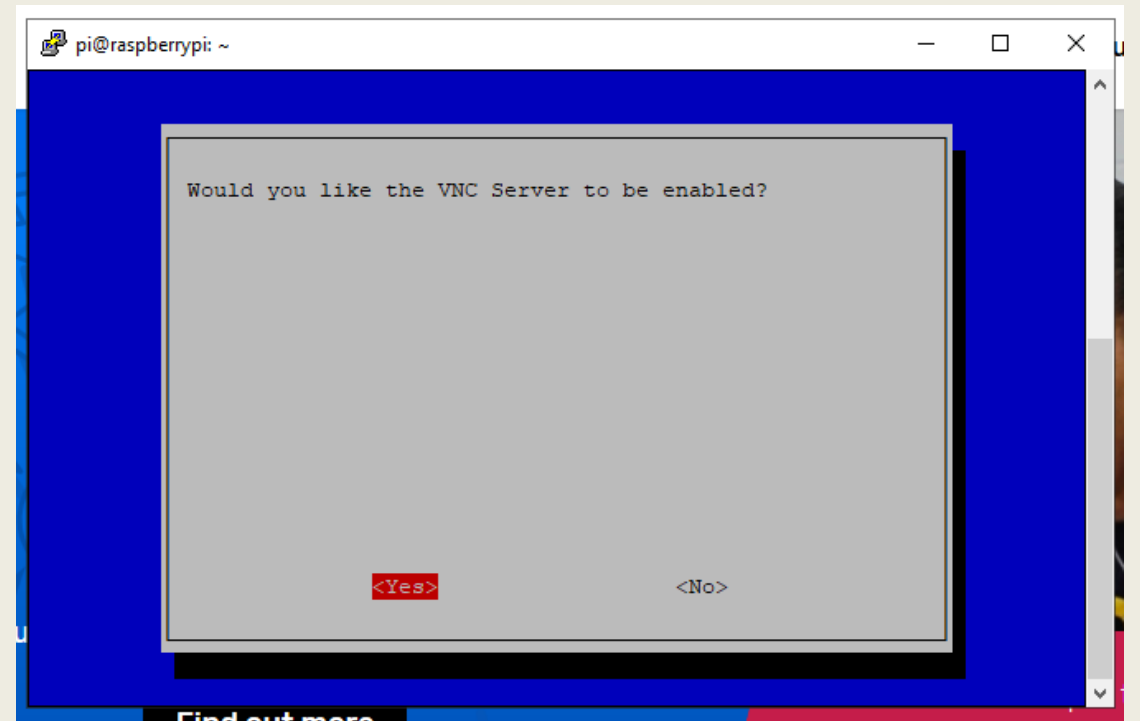 pi@raspberrypi: ~
Would you like the VNC Server to be enabled?
<Yes> <No>
Find out more